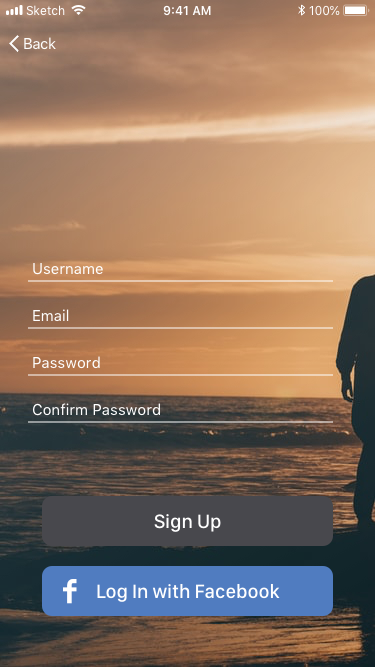 Sketch 9:41 AM 100%
Back
Username
Email
Password
Confirm Password
Sign Up
f Log In with Facebook